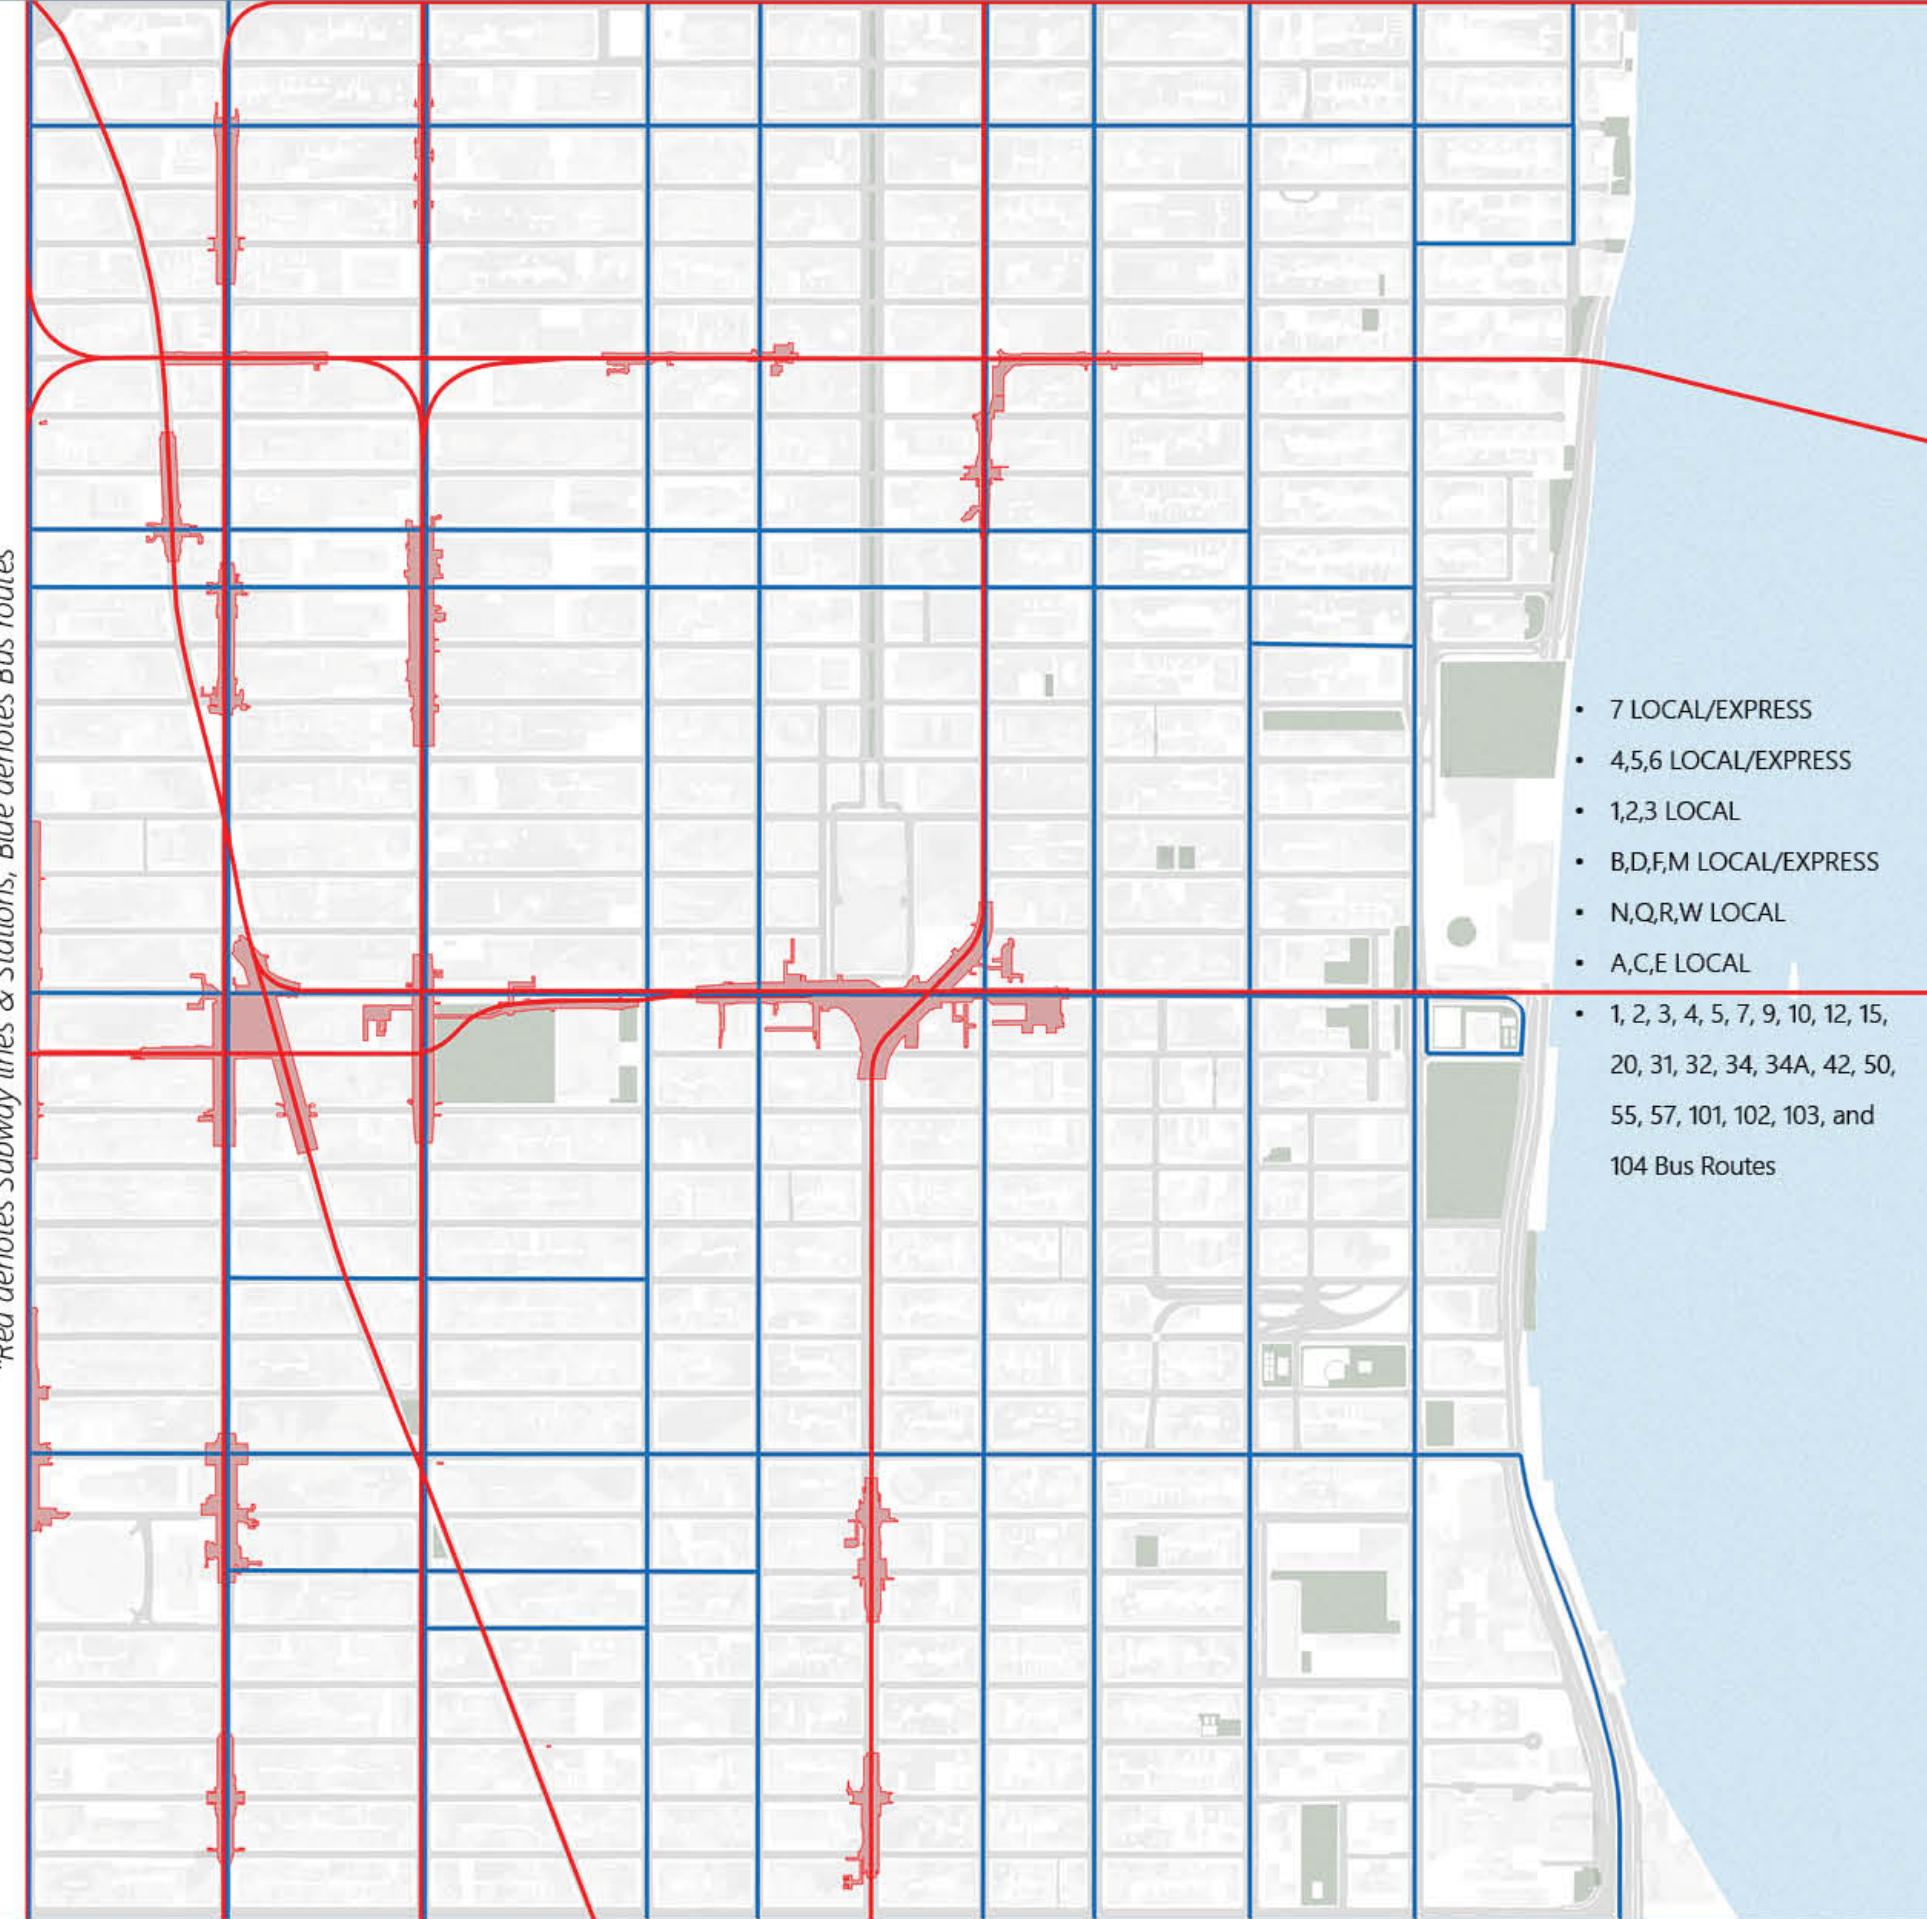 *Red denotes Subway lines & Stations, Blue denotes Bus routes
• 7 LOCAL/EXPRESS
• 4,5,6 LOCAL/EXPRESS
• 1,2,3 LOCAL
• B,D,F,M LOCAL/EXPRESS
• N,Q,R,W LOCAL
• A,C,E LOCAL
• 1, 2, 3, 4, 5, 7, 9, 10, 12, 15,
20, 31, 32, 34, 34A, 42, 50,
55, 57, 101, 102, 103, and
104 Bus Routes